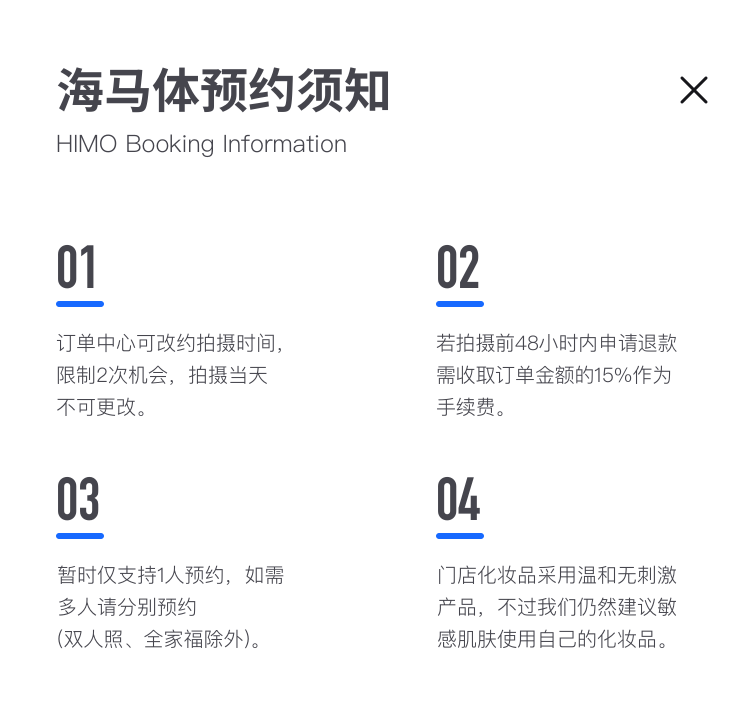 海马体预约须知
HIMO Booking Information
01
订单中心可改约拍摄时间，
限制2次机会，拍摄当天
不可更改。
02
若拍摄前48小时内申请退款
需收取订单金额的15%作为
手续费。
03
暂时仅支持1人预约，如需
多人请分别预约
(双人照、全家福除外)。
04
门店化妆品采用温和无刺激
产品，不过我们仍然建议敏
感肌肤使用自己的化妆品。